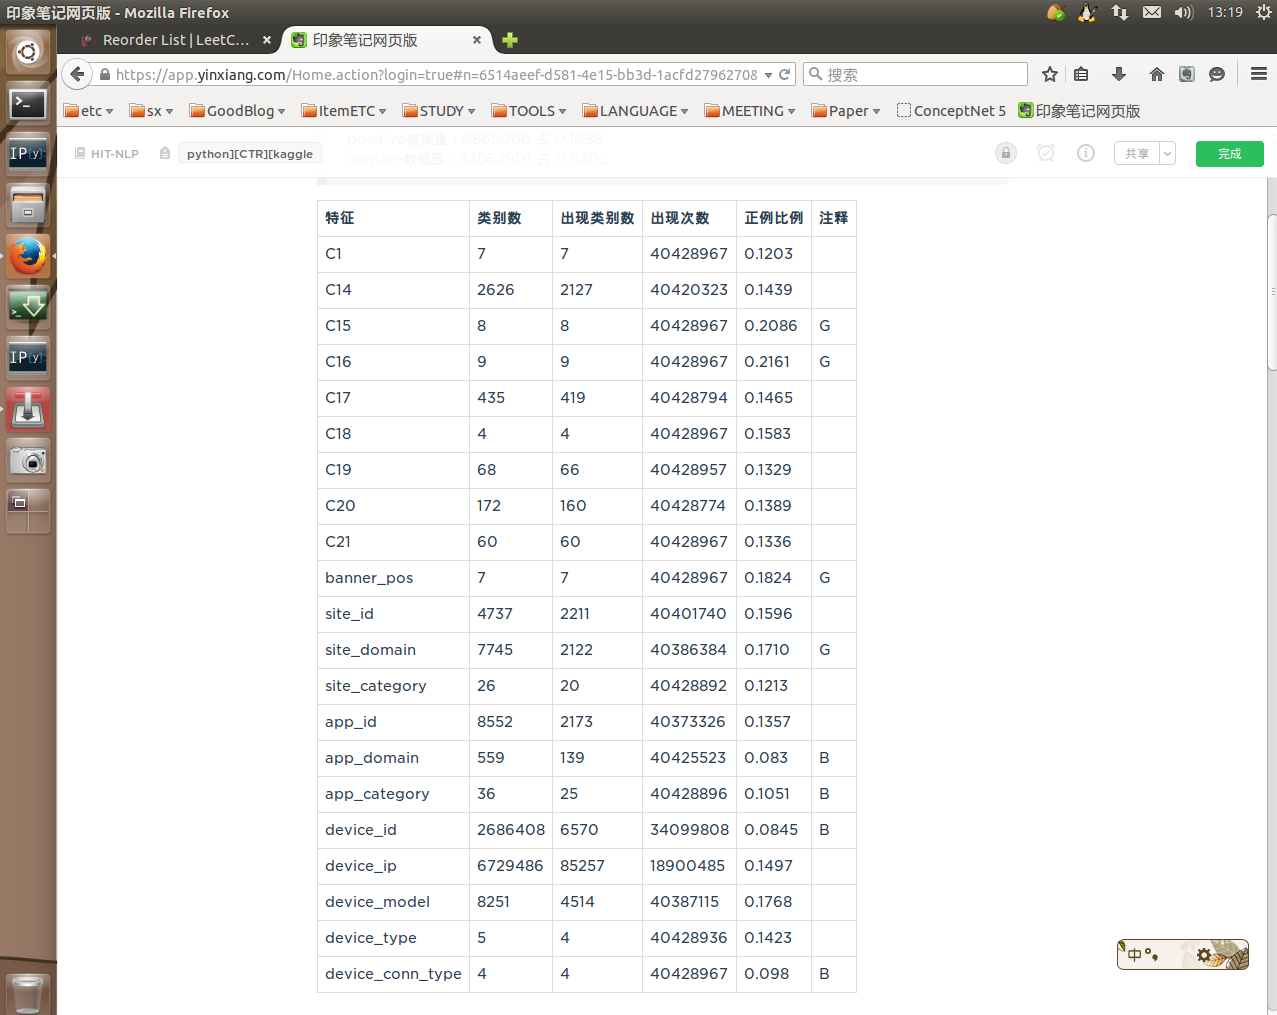 印象笔记网页版 - Mozilla Firefox 13:19
Reorder List | LeetC... 印象笔记网页版
https://app.yinxiang.com/Home.action?login=true#n=6514aeef-d581-4e15-bb3d-1acfd27962708 搜索
etc sx GoodBlog ItemETC STUDY TOOLS LANGUAGE MEETING Paper ConceptNet 5 印象笔记网页版
positive数据量：6865066 占 0.1698
HIT-NLP python][CTR][kaggle 共享 完成
nagtive数据量：33563901 占 0.8302
特征 类别数 出现类别数 出现次数 正例比例 注释
C1 7 7 40428967 0.1203
C14 2626 2127 40420323 0.1439
C15 8 8 40428967 0.2086 G
C16 9 9 40428967 0.2161 G
C17 435 419 40428794 0.1465
C18 4 4 40428967 0.1583
C19 68 66 40428957 0.1329
C20 172 160 40428774 0.1389
C21 60 60 40428967 0.1336
banner_pos 7 7 40428967 0.1824 G
site_id 4737 2211 40401740 0.1596
site_domain 7745 2122 40386384 0.1710 G
site_category 26 20 40428892 0.1213
app_id 8552 2173 40373326 0.1357
app_domain 559 139 40425523 0.083 B
app_category 36 25 40428896 0.1051 B
device_id 2686408 6570 34099808 0.0845 B
device_ip 6729486 85257 18900485 0.1497
device_model 8251 4514 40387115 0.1768
device_type 5 4 40428936 0.1423
device_conn_type 4 4 40428967 0.098 B
IP[y]:
IP[y]:
中